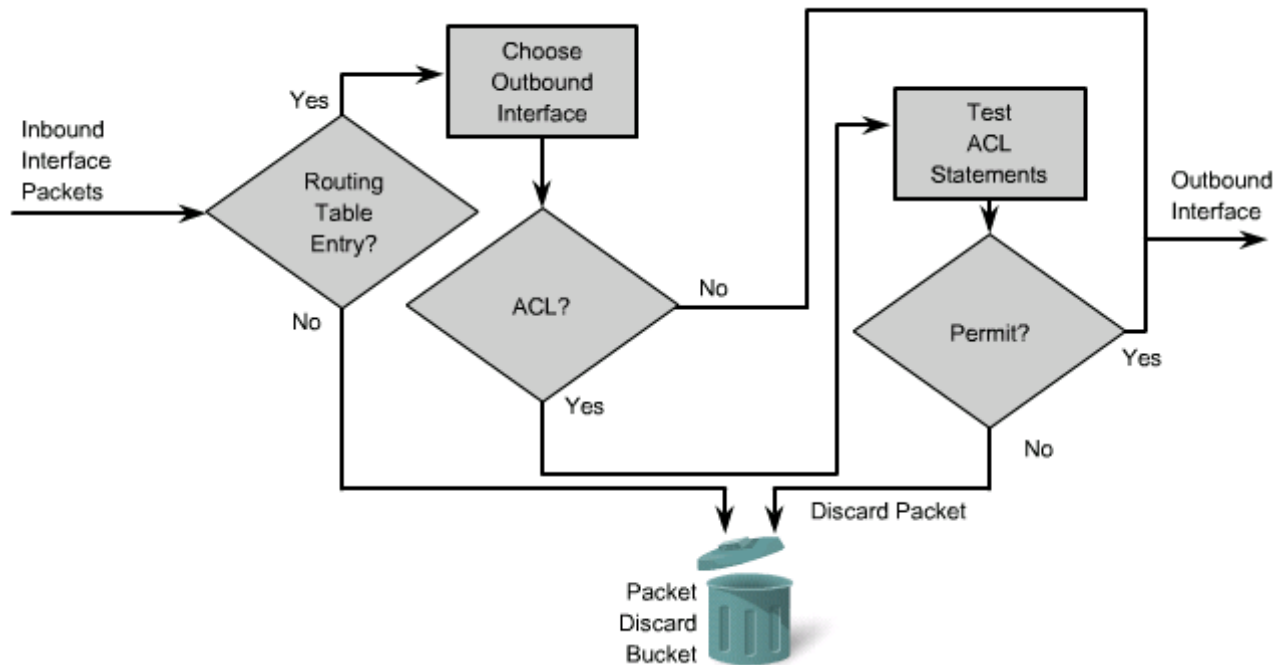 Inbound
Interface
Packets
Yes
Routing
Table
Entry?
No
Choose
Outbound
Interface
ACL?
No
Yes
Test
ACL
Statements
Permit?
Yes
No
Outbound
Interface
Discard Packet
Packet
Discard
Bucket